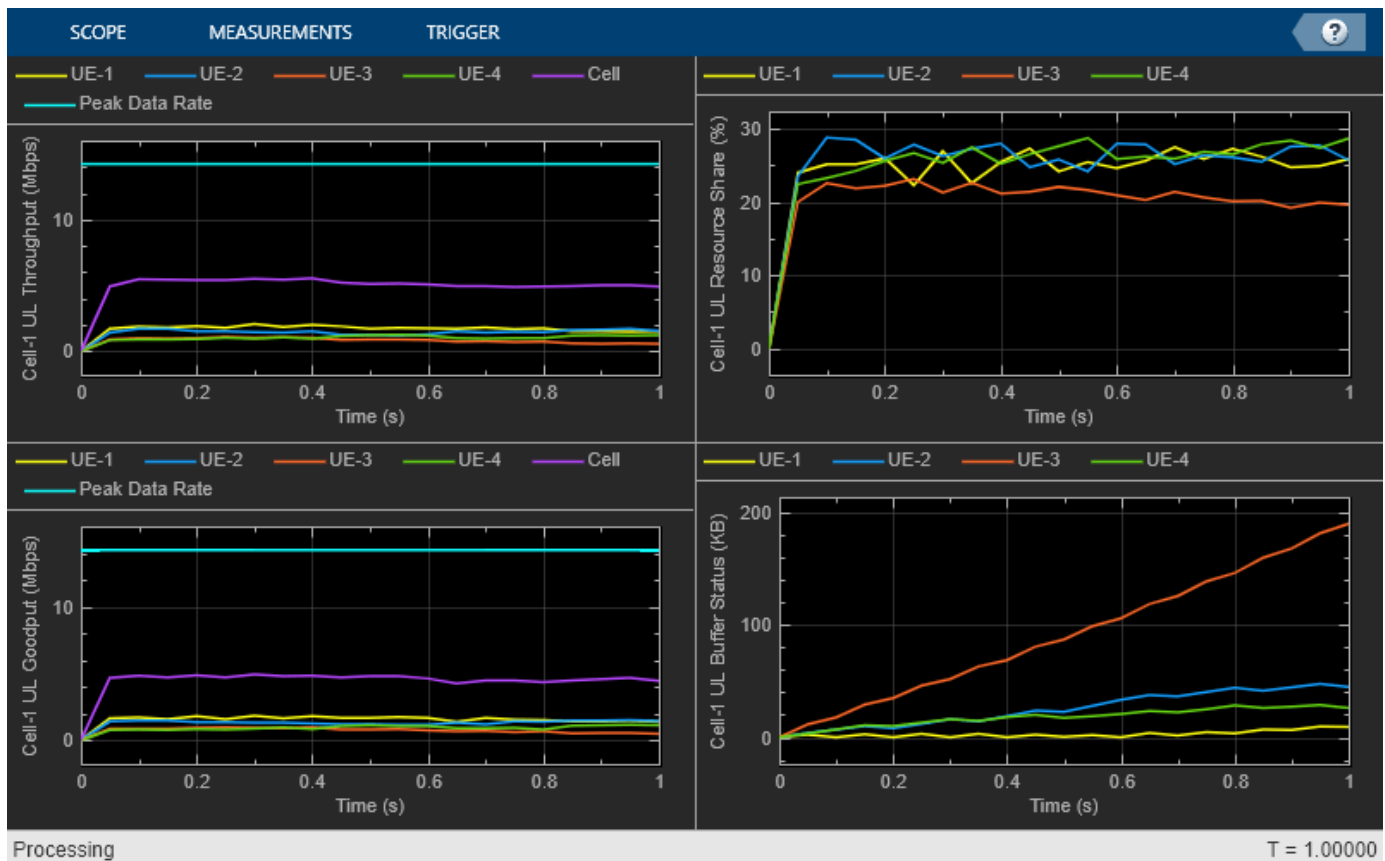 SCOPE MEASUREMENTS TRIGGER ?
UE-1 UE-2 UE-3 UE-4 Cell
Peak Data Rate
Cell-1 UL Throughput (Mbps)
10
0
0 0.2 0.4 0.6 0.8 1
Time (s)
UE-1 UE-2 UE-3 UE-4
Cell-1 UL Resource Share (%)
30
20
10
0
0 0.2 0.4 0.6 0.8 1
Time (s)
UE-1 UE-2 UE-3 UE-4 Cell
Peak Data Rate
Cell-1 UL Goodput (Mbps)
10
0
0 0.2 0.4 0.6 0.8 1
Time (s)
UE-1 UE-2 UE-3 UE-4
Cell-1 UL Buffer Status (KB)
200
100
0
0 0.2 0.4 0.6 0.8 1
Time (s)
Processing T = 1.00000